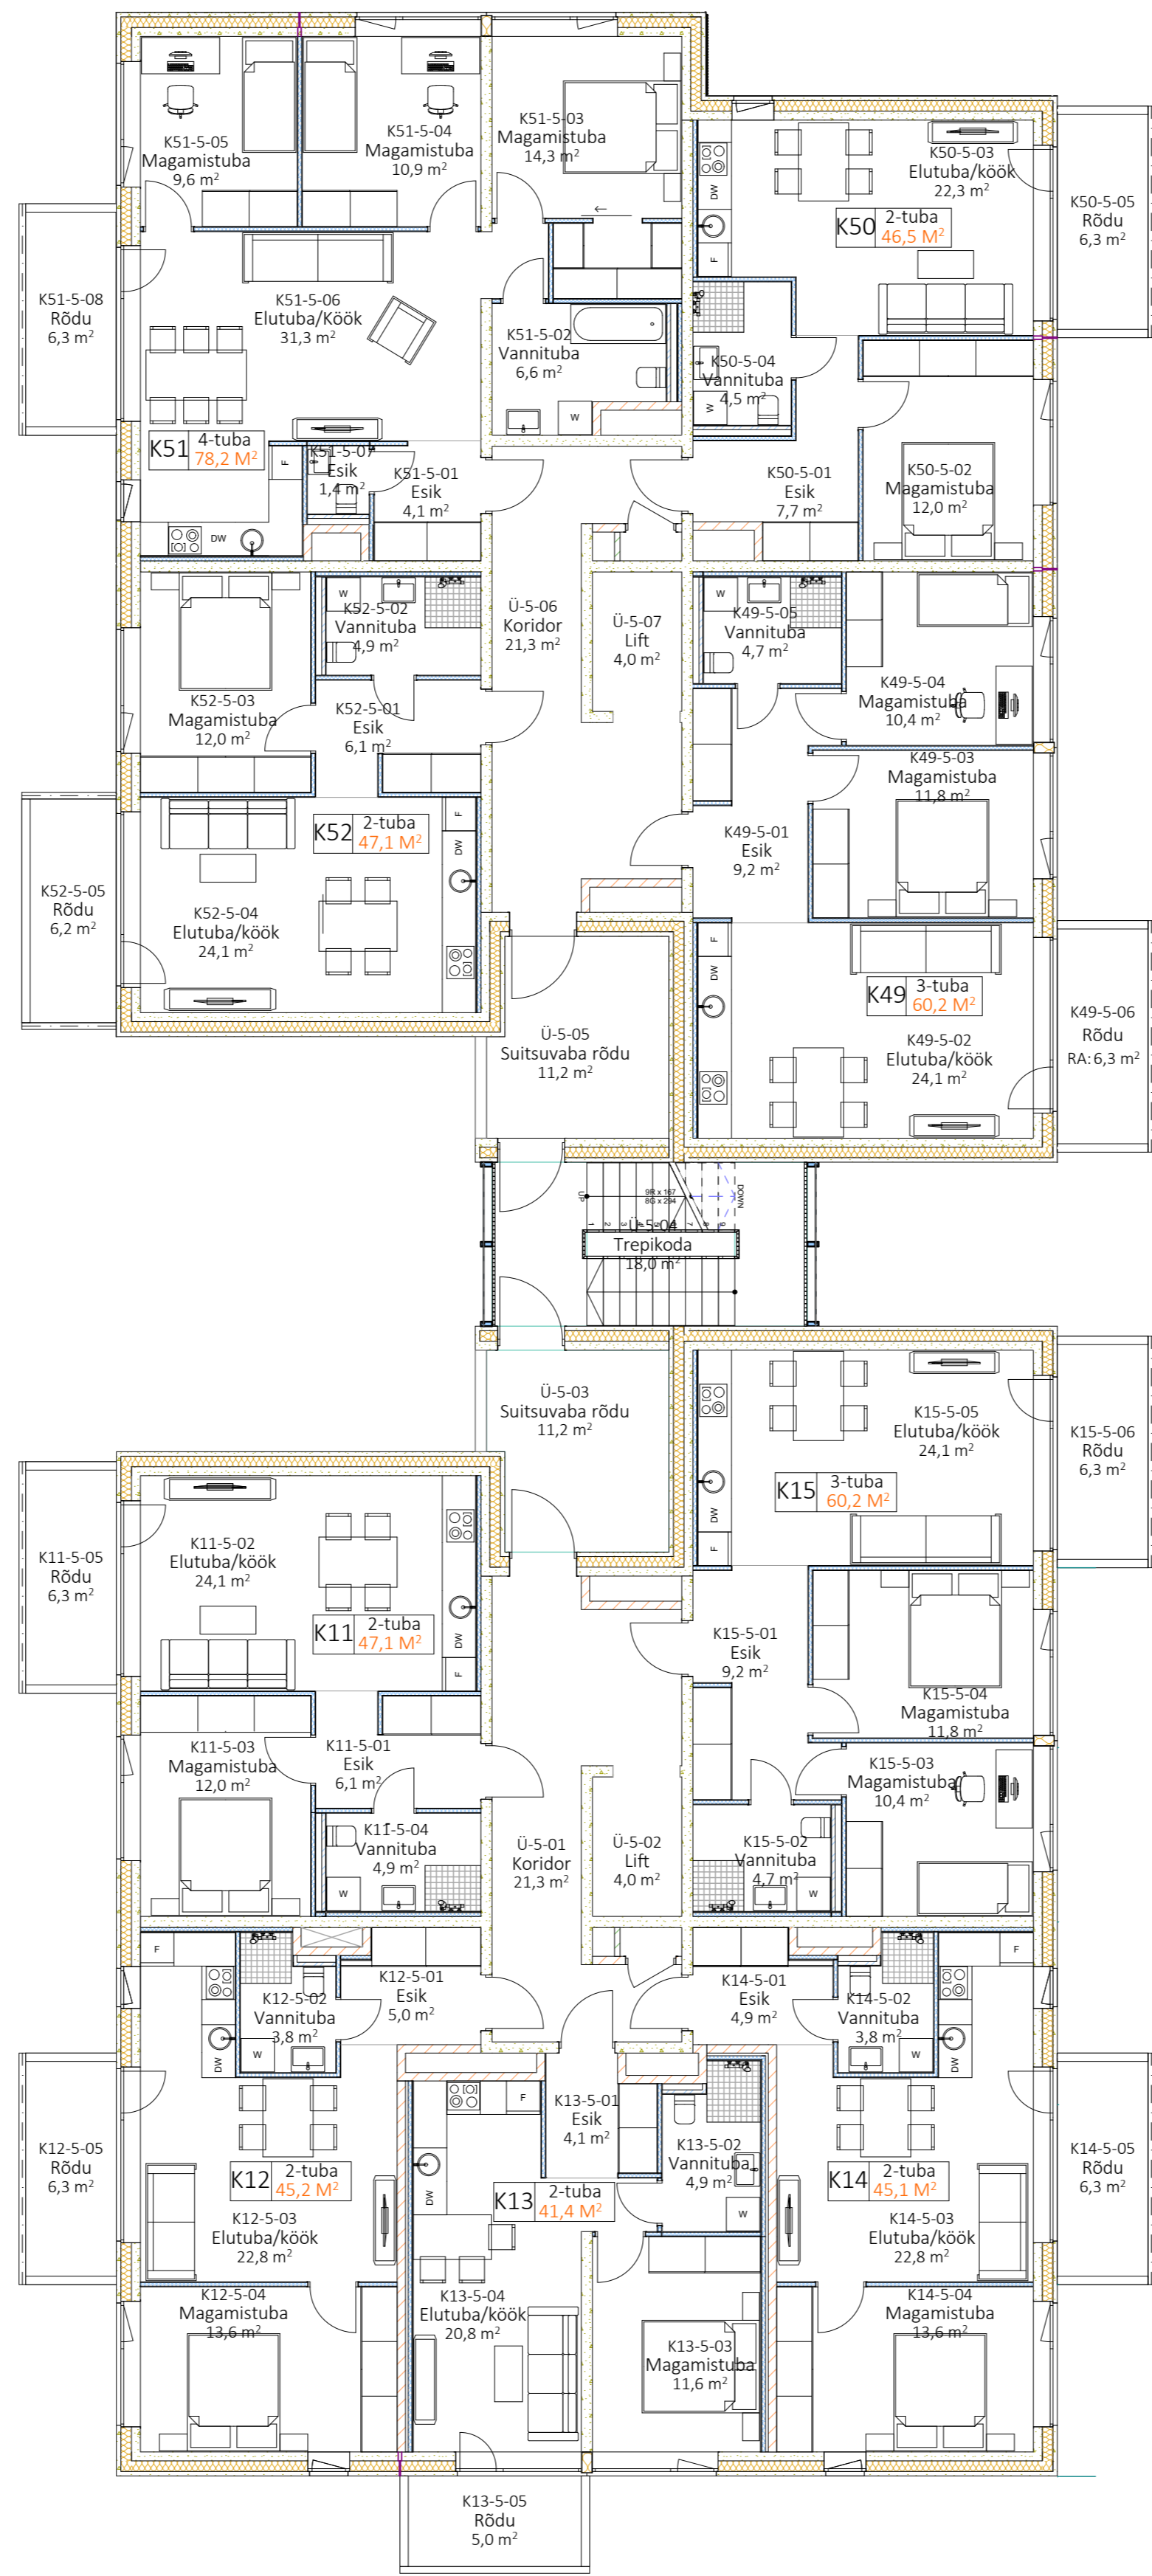 K51-5-05
Magamistuba
9,6 m²
K51-5-04
Magamistuba
10,9 m²
K51-5-03
Magamistuba
14,3 m²
K50-5-03
Elutuba/köök
22,3 m²
DW
F
K50 2-tuba
46,5 M²
K50-5-05
Rõdu
6,3 m²
K51-5-08
Rõdu
6,3 m²
K51-5-06
Elutuba/Köök
31,3 m²
K51-5-02
Vannituba
6,6 m²
W
K50-5-04
Vannituba
4,5 m²
W
K51 4-tuba
78,2 M²
F
DW
K51-5-07
Esik
1,4 m²
K51-5-01
Esik
4,1 m²
K50-5-01
Esik
7,7 m²
K50-5-02
Magamistuba
12,0 m²
W
K52-5-02
Vannituba
4,9 m²
Ü-5-06
Koridor
21,3 m²
Ü-5-07
Lift
4,0 m²
W
K49-5-05
Vannituba
4,7 m²
K49-5-04
Magamistuba
10,4 m²
K52-5-03
Magamistuba
12,0 m²
K52-5-01
Esik
6,1 m²
K49-5-03
Magamistuba
11,8 m²
K52 2-tuba
47,1 M²
F
DW
K49-5-01
Esik
9,2 m²
K52-5-05
Rõdu
6,2 m²
K52-5-04
Elutuba/köök
24,1 m²
F
DW
K49 3-tuba
60,2 M²
Ü-5-05
Suitsuvaba rõdu
11,2 m²
K49-5-02
Elutuba/köök
24,1 m²
K49-5-06
Rõdu
RA: 6,3 m²
UP
9R x 167
8G x 294
DOWN
1
2
3
4
7
8
9
Ü-5-04
Trepikoda
18,0 m²
Ü-5-03
Suitsuvaba rõdu
11,2 m²
K15-5-05
Elutuba/köök
24,1 m²
K15-5-06
Rõdu
6,3 m²
K15 3-tuba
60,2 M²
DW
F
K11-5-05
Rõdu
6,3 m²
K11-5-02
Elutuba/köök
24,1 m²
K11 2-tuba
47,1 M²
DW
F
K15-5-01
Esik
9,2 m²
K15-5-04
Magamistuba
11,8 m²
K11-5-03
Magamistuba
12,0 m²
K11-5-01
Esik
6,1 m²
K15-5-03
Magamistuba
10,4 m²
K11-5-04
Vannituba
4,9 m²
W
Ü-5-01
Koridor
21,3 m²
Ü-5-02
Lift
4,0 m²
K15-5-02
Vannituba
4,7 m²
W
F
K12-5-02
Vannituba
3,8 m²
W
DW
K12-5-01
Esik
5,0 m²
K14-5-01
Esik
4,9 m²
K14-5-02
Vannituba
3,8 m²
W
DW
F
K12-5-05
Rõdu
6,3 m²
K12 2-tuba
45,2 M²
F
DW
K13-5-01
Esik
4,1 m²
K13-5-02
Vannituba
4,9 m²
W
K13 2-tuba
41,4 M²
K14 2-tuba
45,1 M²
K14-5-05
Rõdu
6,3 m²
K12-5-03
Elutuba/köök
22,8 m²
K14-5-03
Elutuba/köök
22,8 m²
K12-5-04
Magamistuba
13,6 m²
K13-5-04
Elutuba/köök
20,8 m²
K13-5-03
Magamistuba
11,6 m²
K14-5-04
Magamistuba
13,6 m²
K13-5-05
Rõdu
5,0 m²